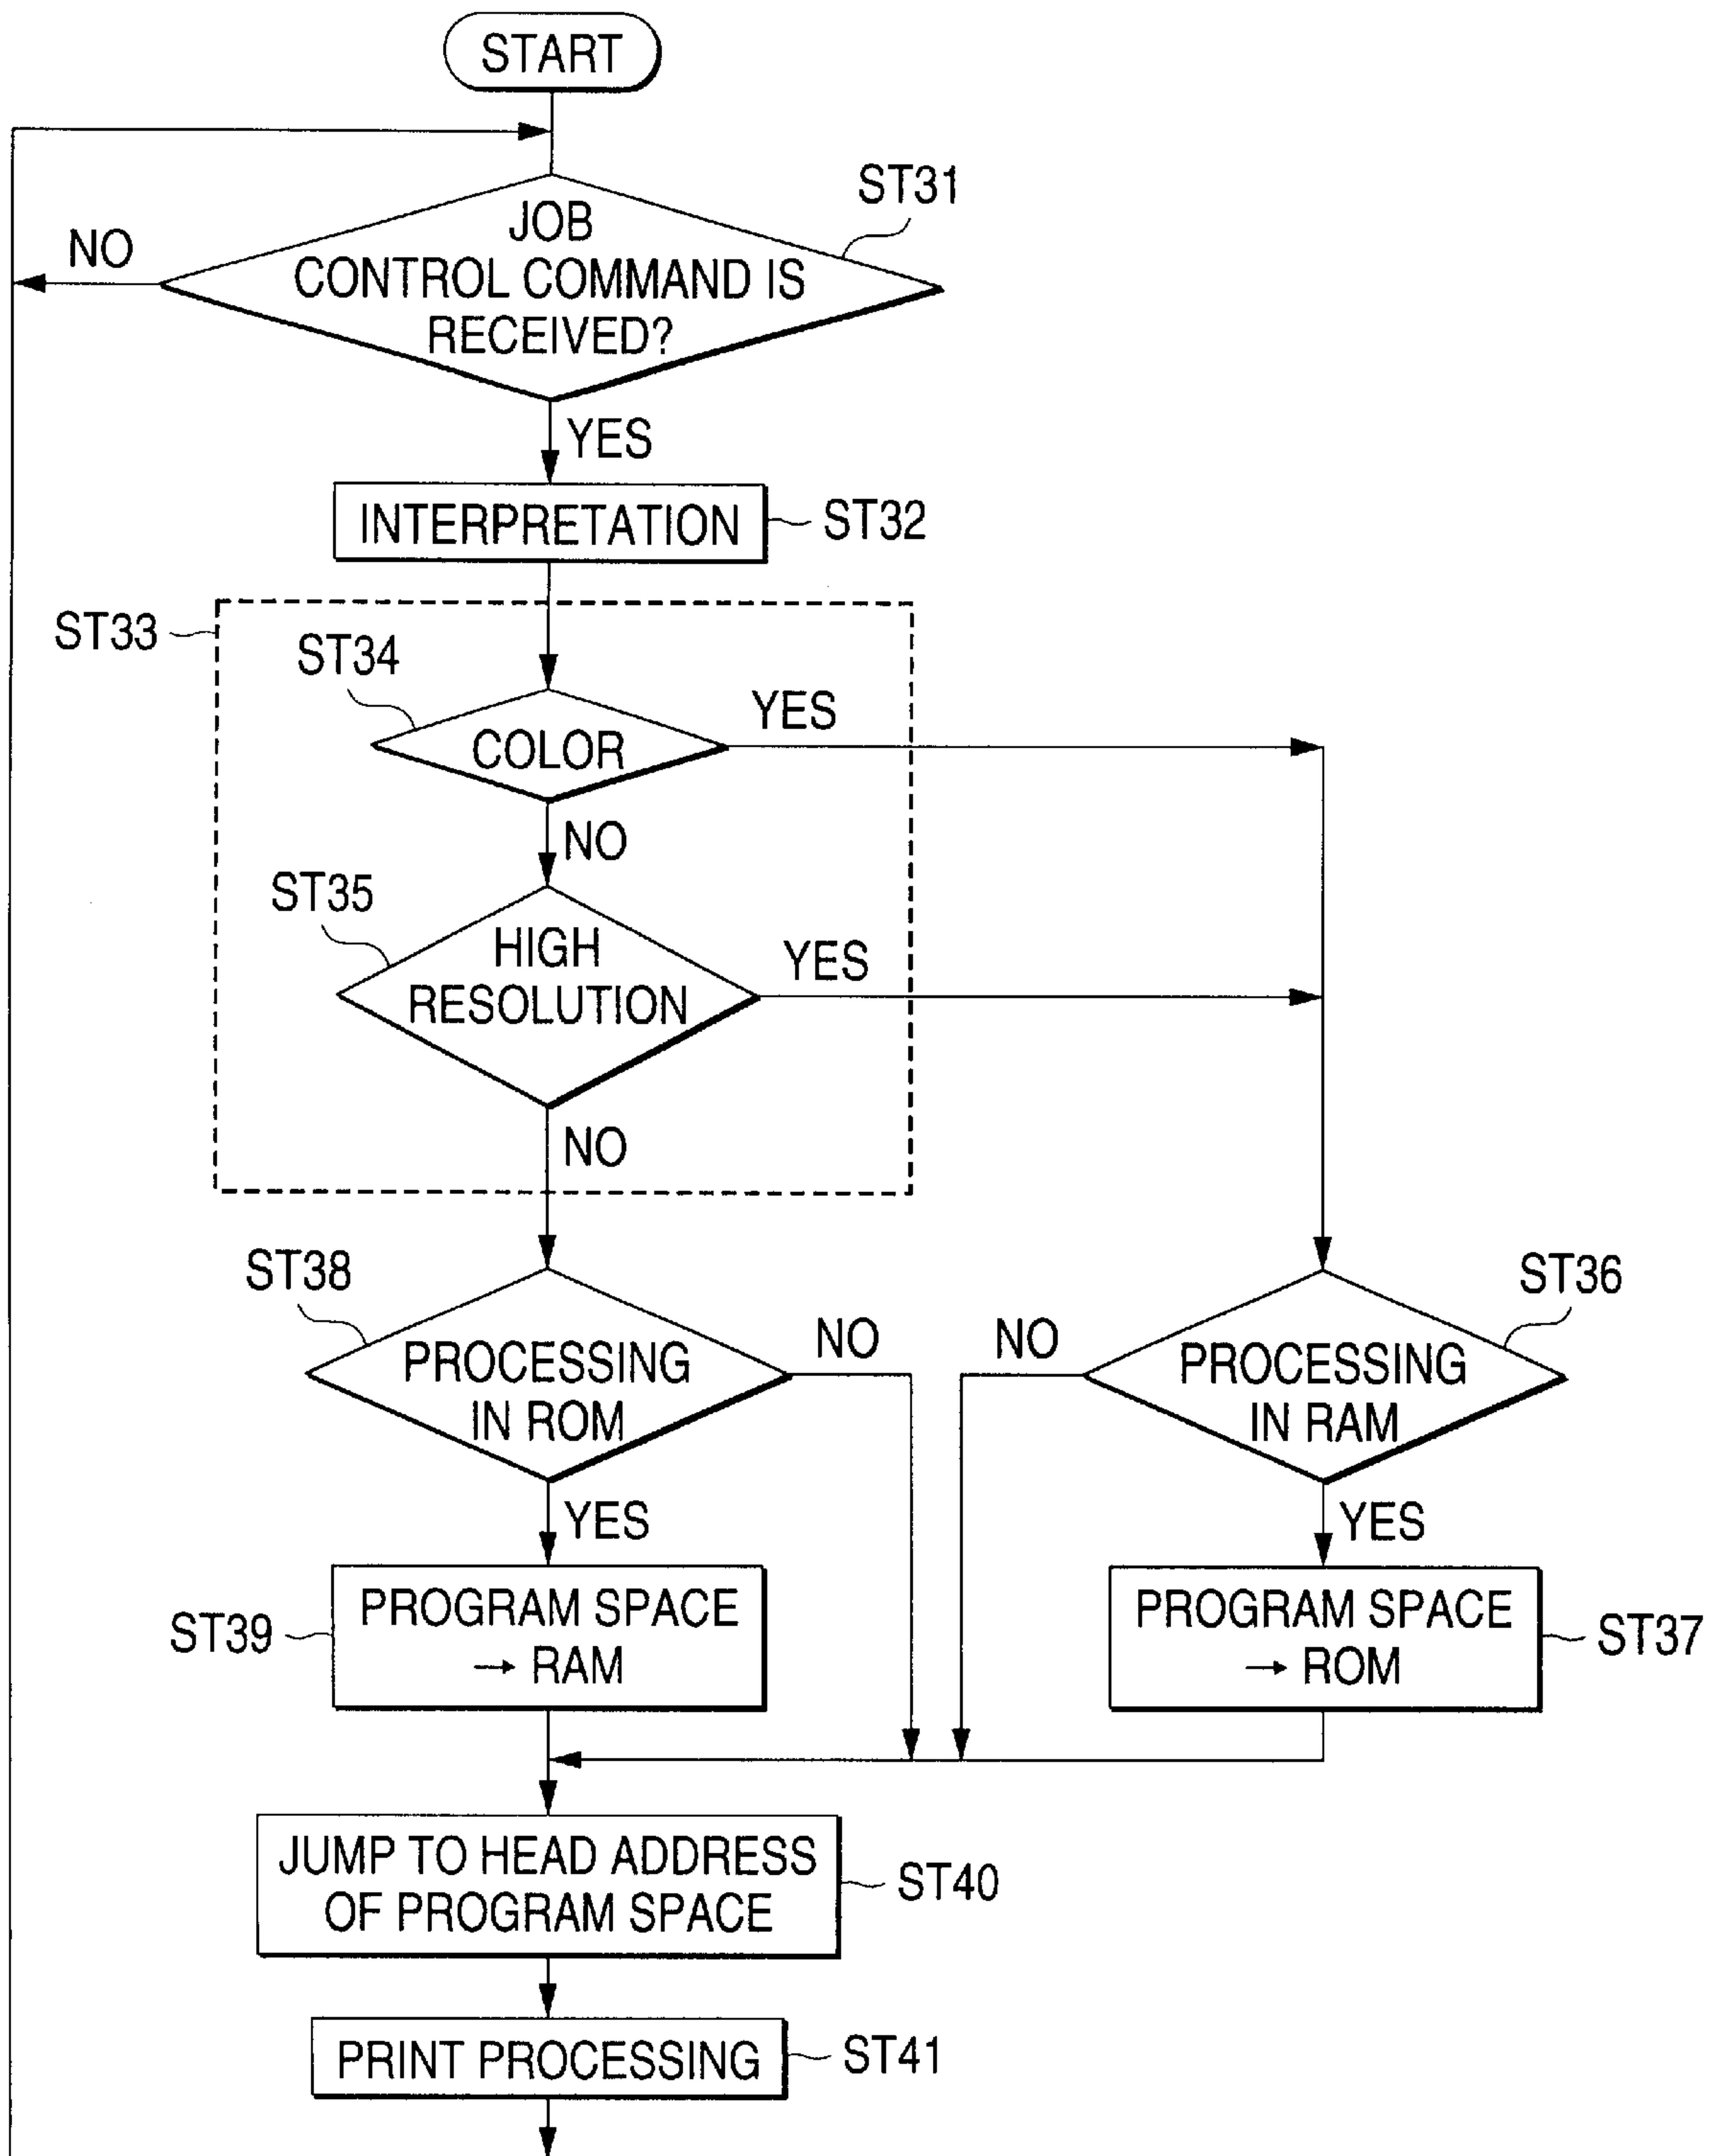 START
ST31
JOB
CONTROL COMMAND IS
RECEIVED?
NO
YES
INTERPRETATION
ST32
ST33
ST34
COLOR
YES
NO
ST35
HIGH
RESOLUTION
YES
NO
ST38
PROCESSING
IN ROM
NO
YES
NO
ST36
PROCESSING
IN RAM
YES
ST39
PROGRAM SPACE
→ RAM
PROGRAM SPACE
→ ROM
ST37
JUMP TO HEAD ADDRESS
OF PROGRAM SPACE
ST40
PRINT PROCESSING
ST41